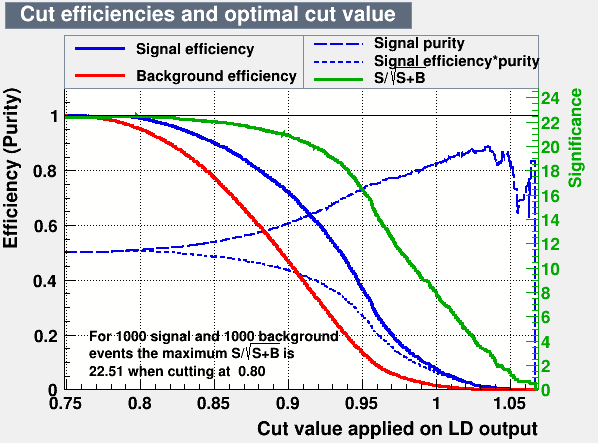 Cut efficiencies and optimal cut value
Signal efficiency
Background efficiency
Signal purity
Signal efficiency*purity
S/√S+B
Efficiency (Purity)
1
0.8
0.6
0.4
0.2
0
24
22
20
18
16
14
12
10
8
6
4
2
0
Significance
For 1000 signal and 1000 background
events the maximum S/√S+B is
22.51 when cutting at 0.80
0.75 0.8 0.85 0.9 0.95 1 1.05
Cut value applied on LD output